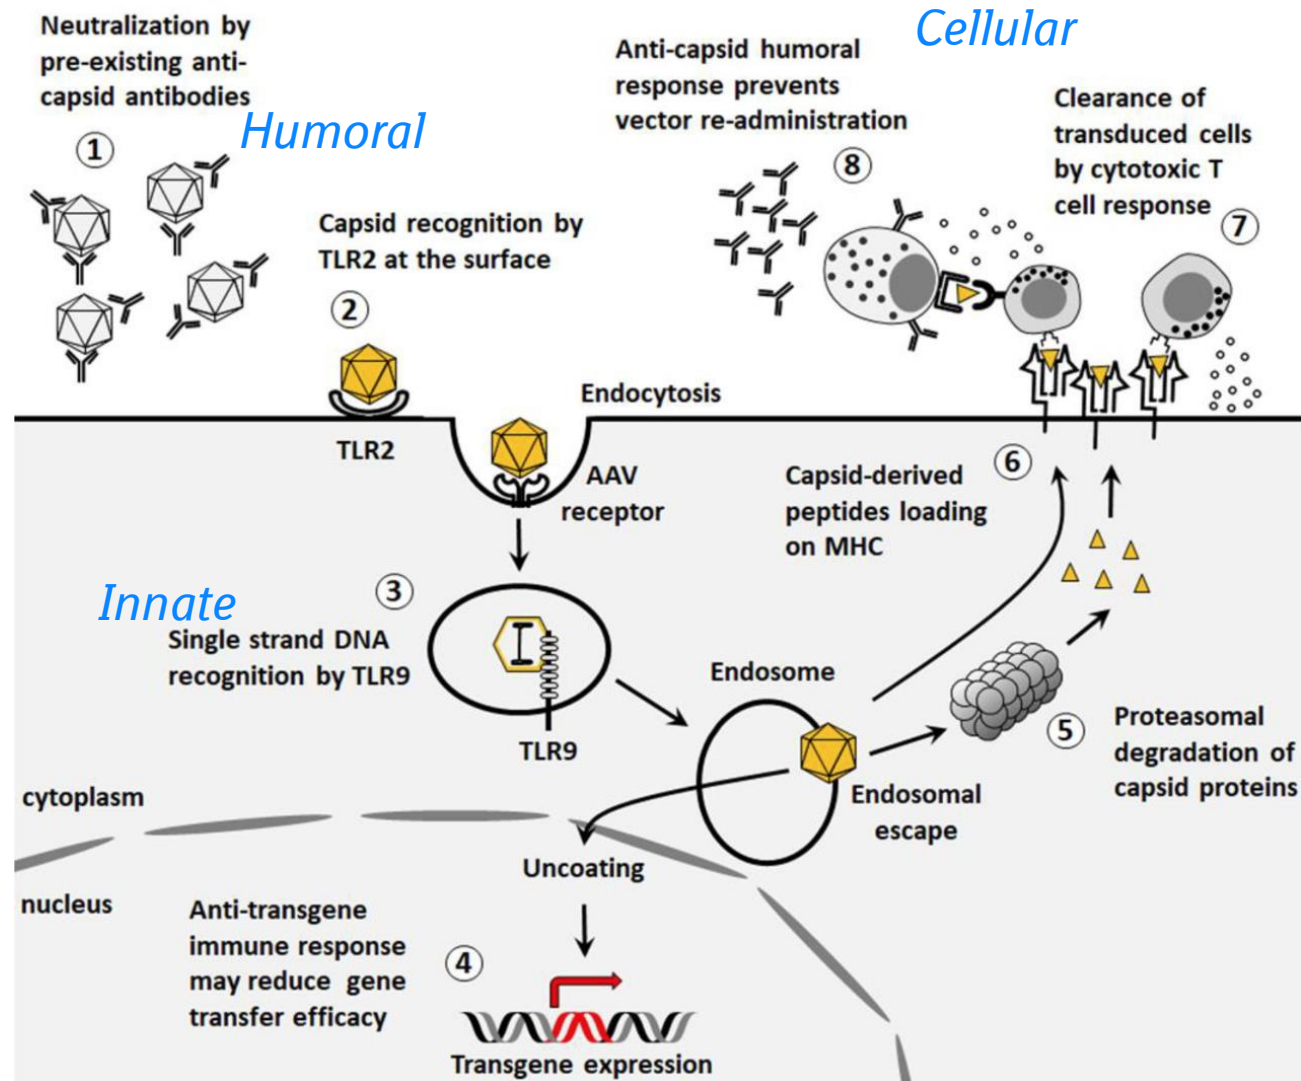 Neutralization by
pre-existing anti-
capsid antibodies
1
Humoral
Cellular
Anti-capsid humoral
response prevents
vector re-administration
8
Clearance of
transduced cells
by cytotoxic T
cell response
7
Capsid recognition by
TLR2 at the surface
2
TLR2
Endocytosis
AAV
receptor
Capsid-derived
peptides loading
on MHC
6
Innate
3
Single strand DNA
recognition by TLR9
TLR9
Endosome
Endosomal
escape
5
Proteasomal
degradation of
capsid proteins
cytoplasm
nucleus
Uncoating
Anti-transgene
immune response
may reduce gene
transfer efficacy
4
Transgene expression